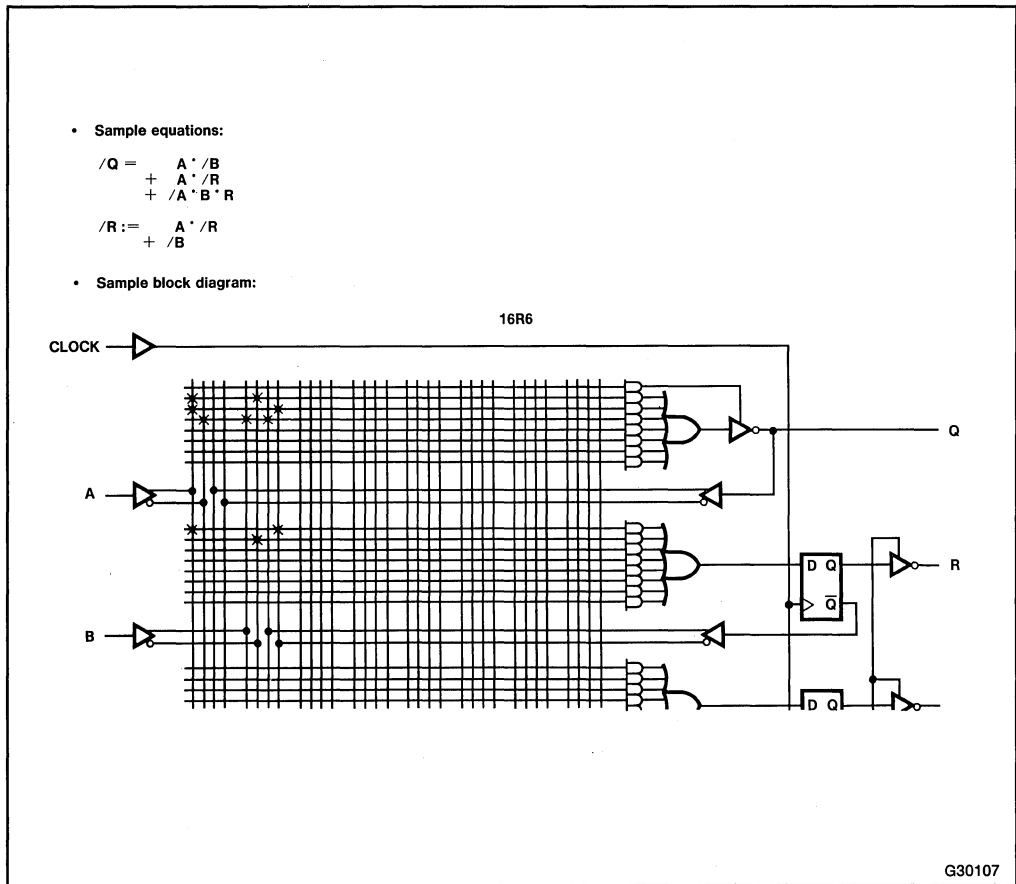 • Sample equations:
/Q = A * /B
+ A * /R
+ /A * B * R
/R := A * /R
+ /B
• Sample block diagram:
16R6
CLOCK
Q
A
D Q
R
Q̅
B
D Q
G30107